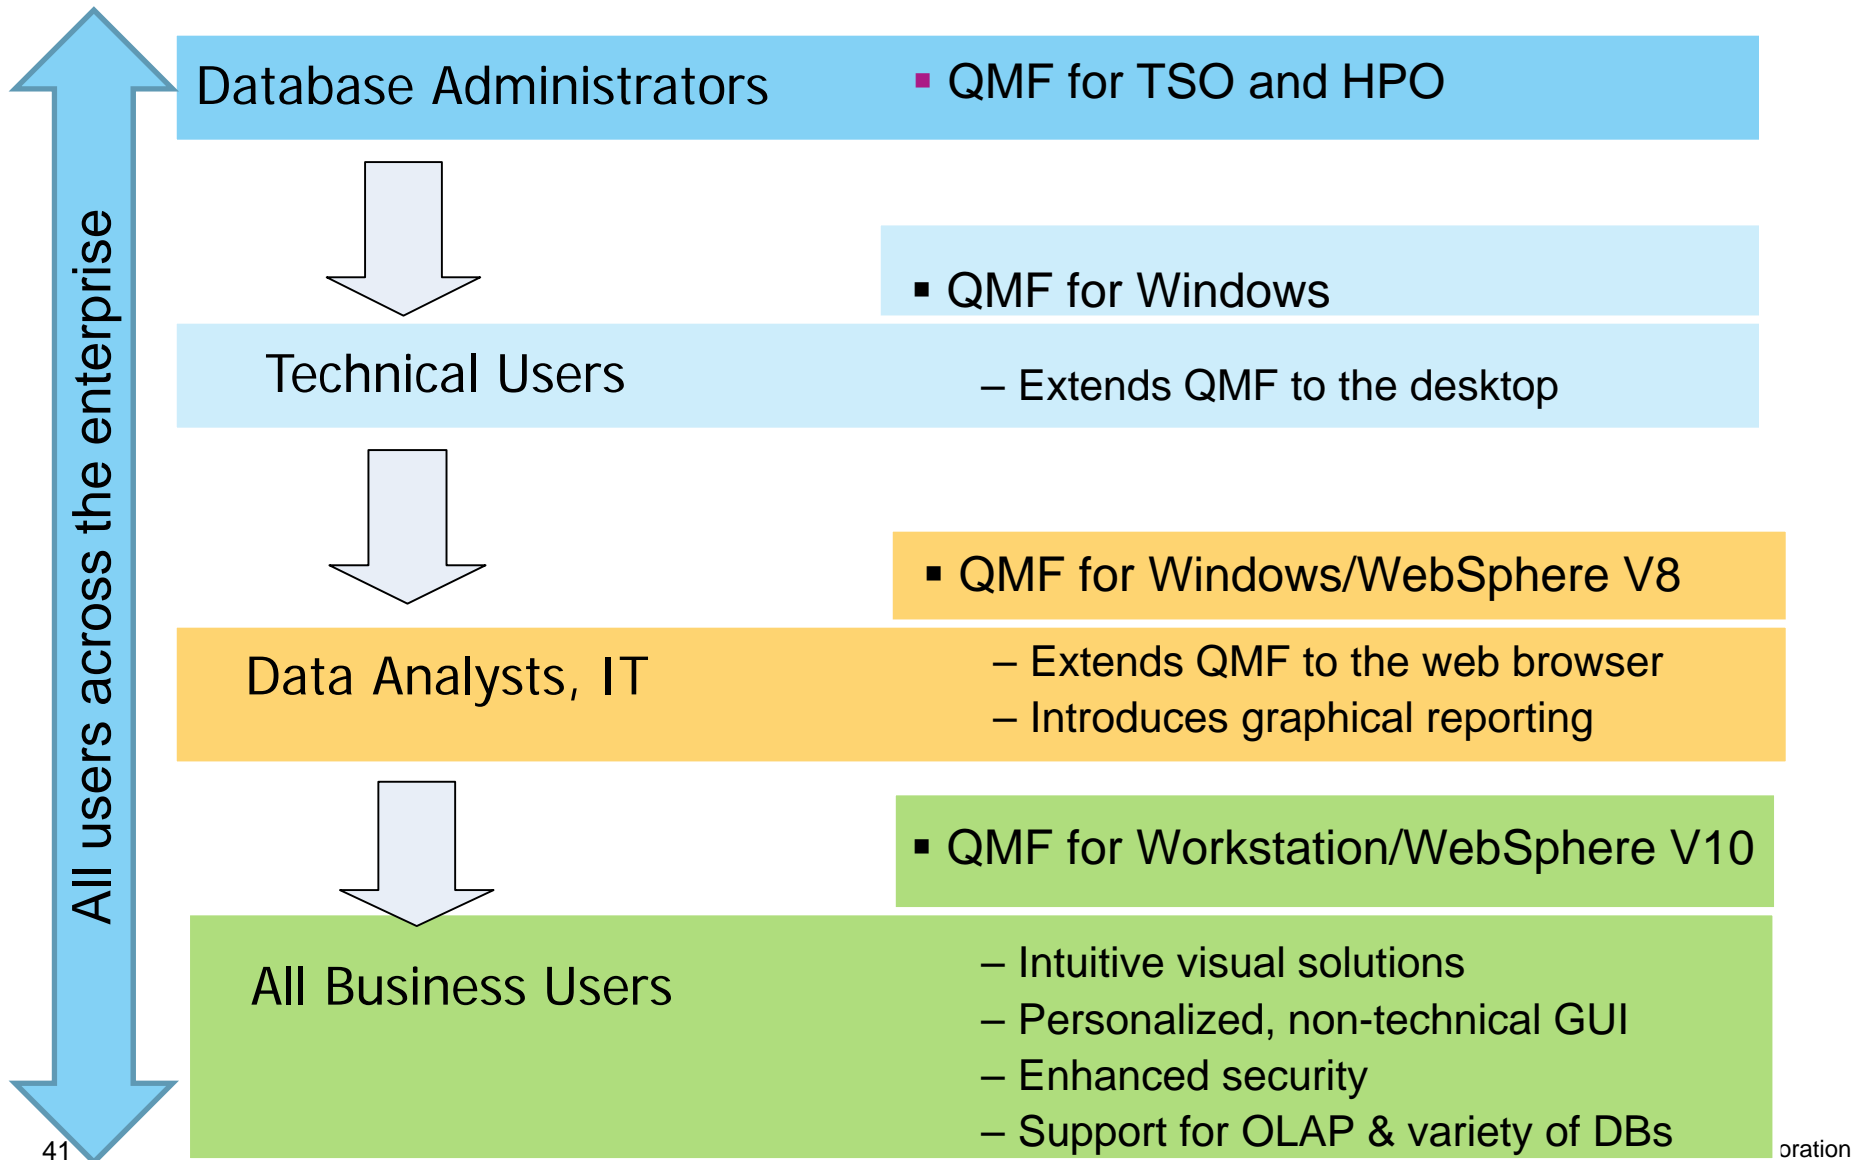 All users across the enterprise
Database Administrators
▪ QMF for TSO and HPO
▪ QMF for Windows
Technical Users
– Extends QMF to the desktop
▪ QMF for Windows/WebSphere V8
Data Analysts, IT
– Extends QMF to the web browser
– Introduces graphical reporting
▪ QMF for Workstation/WebSphere V10
All Business Users
– Intuitive visual solutions
– Personalized, non-technical GUI
– Enhanced security
– Support for OLAP & variety of DBs
41
oration